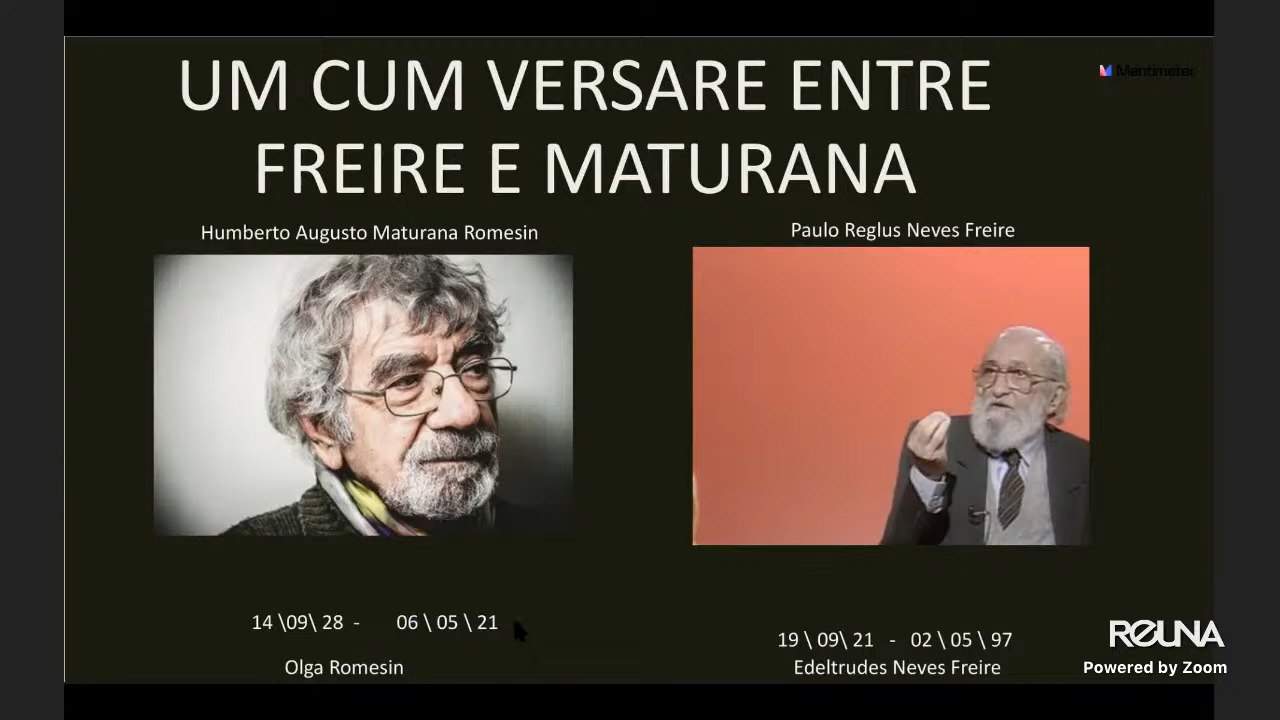 UM CUM VERSARE ENTRE
FREIRE E MATURANA
Mentimeter
Humberto Augusto Maturana Romesin
Paulo Reglus Neves Freire
14 \09\ 28 - 06 \ 05 \ 21
19 \ 09\ 21 - 02 \ 05 \ 97
Olga Romesin
Edeltrudes Neves Freire
REUNA
Powered by Zoom